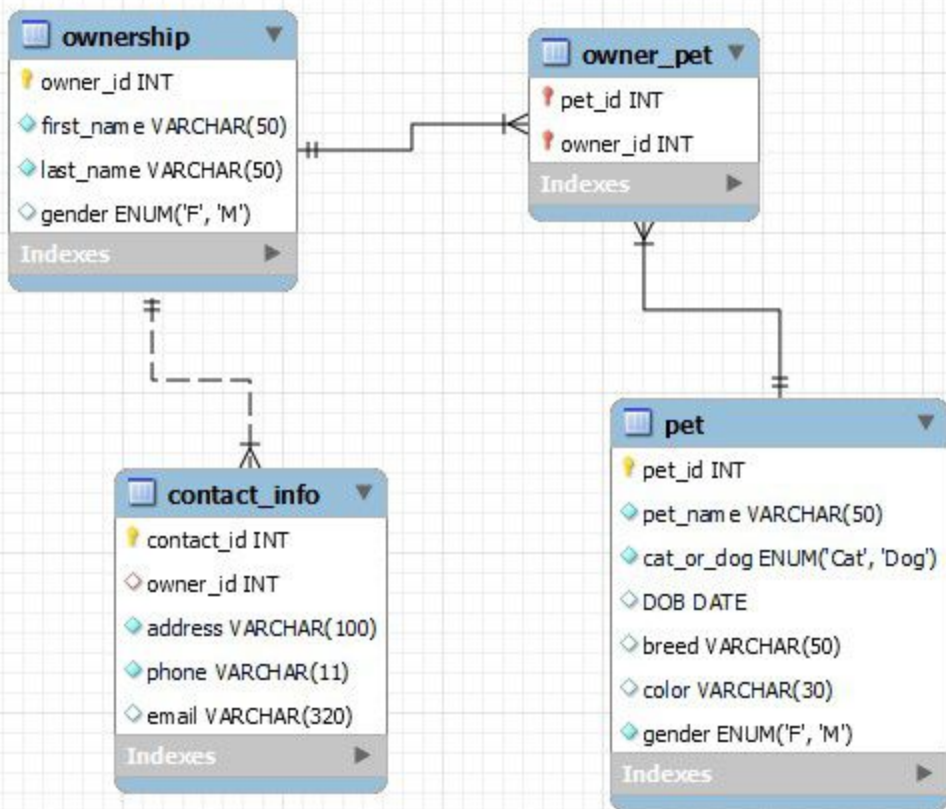 ownership
owner_id INT
first_name VARCHAR(50)
last_name VARCHAR(50)
gender ENUM('F', 'M')
Indexes
owner_pet
pet_id INT
owner_id INT
Indexes
contact_info
contact_id INT
owner_id INT
address VARCHAR(100)
phone VARCHAR(11)
email VARCHAR(320)
Indexes
pet
pet_id INT
pet_name VARCHAR(50)
cat_or_dog ENUM('Cat', 'Dog')
DOB DATE
breed VARCHAR(50)
color VARCHAR(30)
gender ENUM('F', 'M')
Indexes